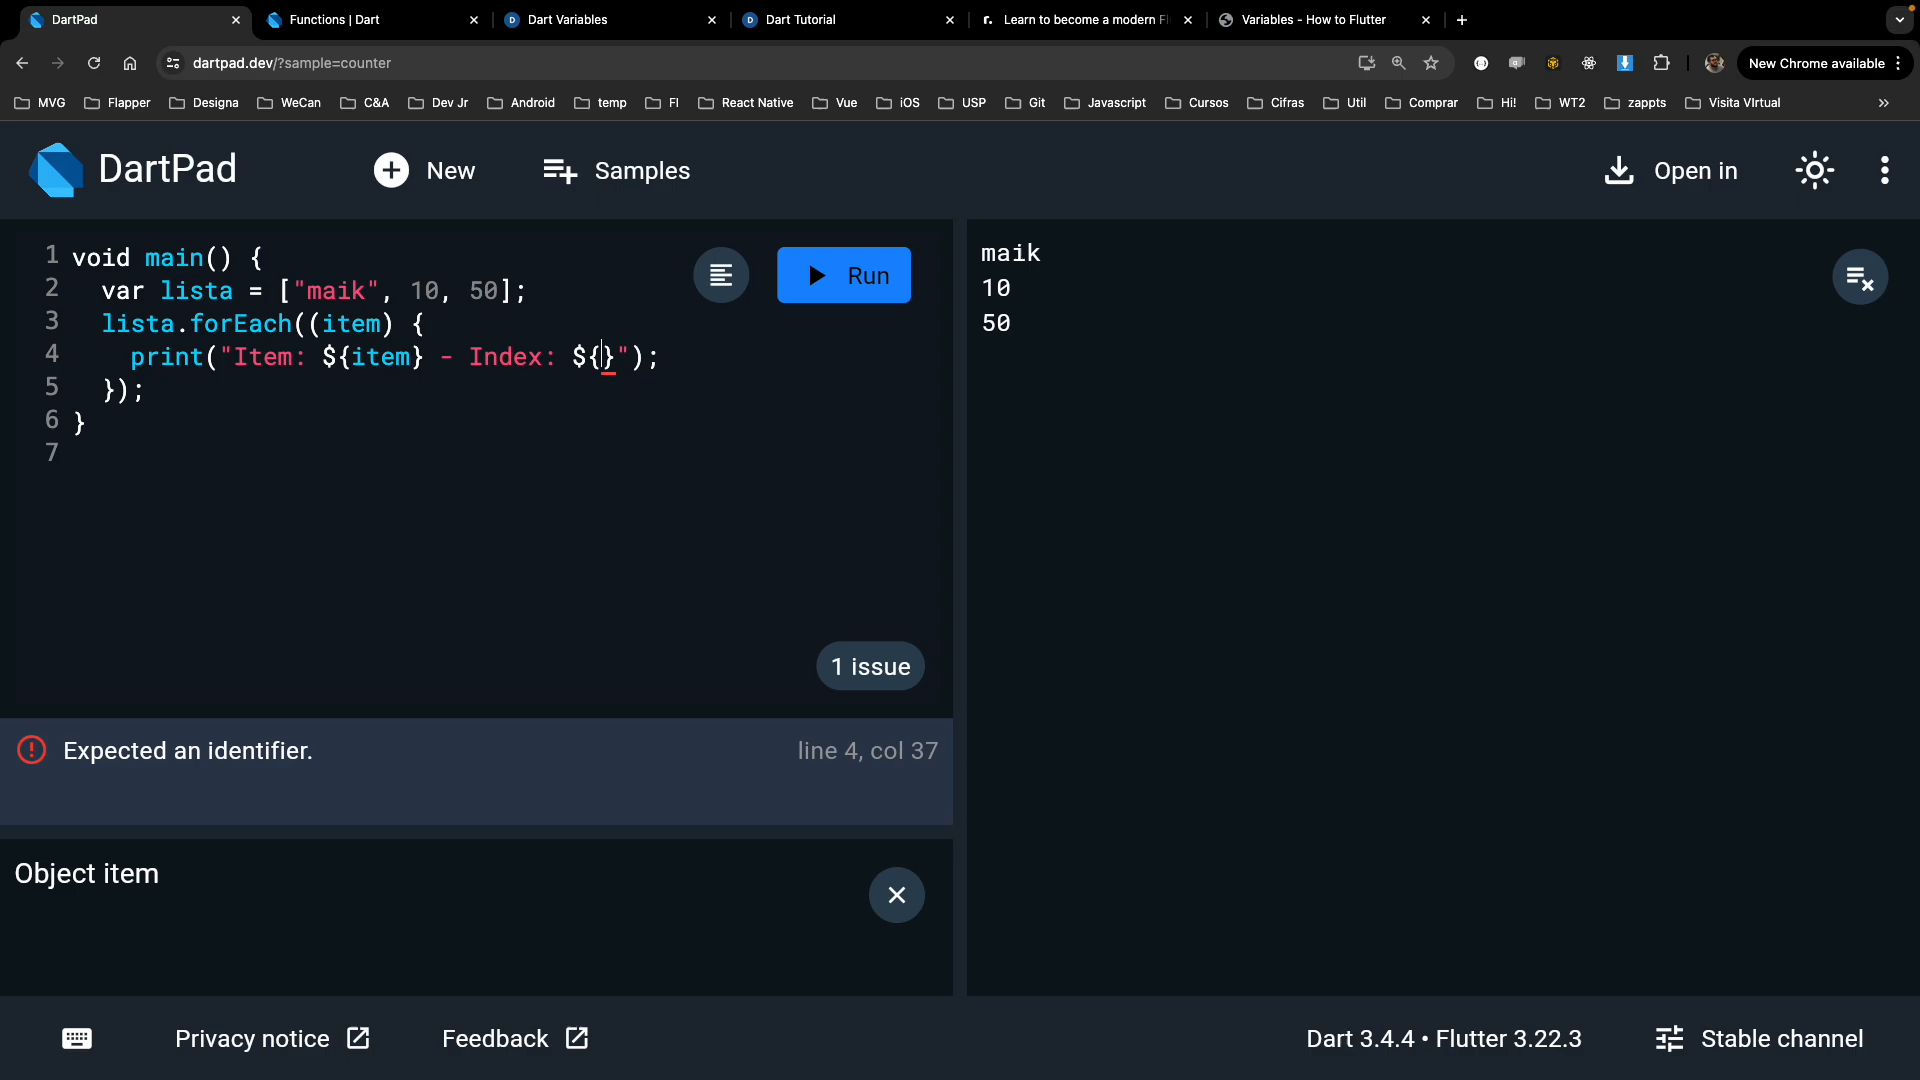 DartPad
Functions | Dart
Dart Variables
Dart Tutorial
Learn to become a modern Fl
Variables - How to Flutter
dartpad.dev/?sample=counter
New Chrome available
MVG Flapper Designa WeCan C&A Dev Jr Android temp FI React Native Vue iOS USP Git Javascript Cursos Cifras Util Comprar Hi! WT2 zappts Visita VIrtual
DartPad
New
Samples
Open in
1 void main() {
2 var lista = ["maik", 10, 50];
3 lista.forEach((item) {
4 print("Item: ${item} - Index: ${}");
5 });
6 }
7
Run
1 issue
Expected an identifier.
line 4, col 37
Object item
maik
10
50
Privacy notice
Feedback
Dart 3.4.4 • Flutter 3.22.3
Stable channel